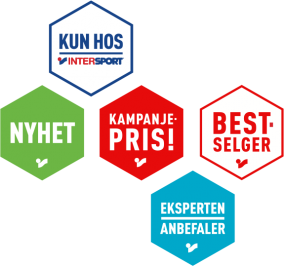 KUN HOS
INTERSPORT
NYHET
KAMPANJE-
PRIS!
BEST-
SELGER
EKSPERTEN
ANBEFALER